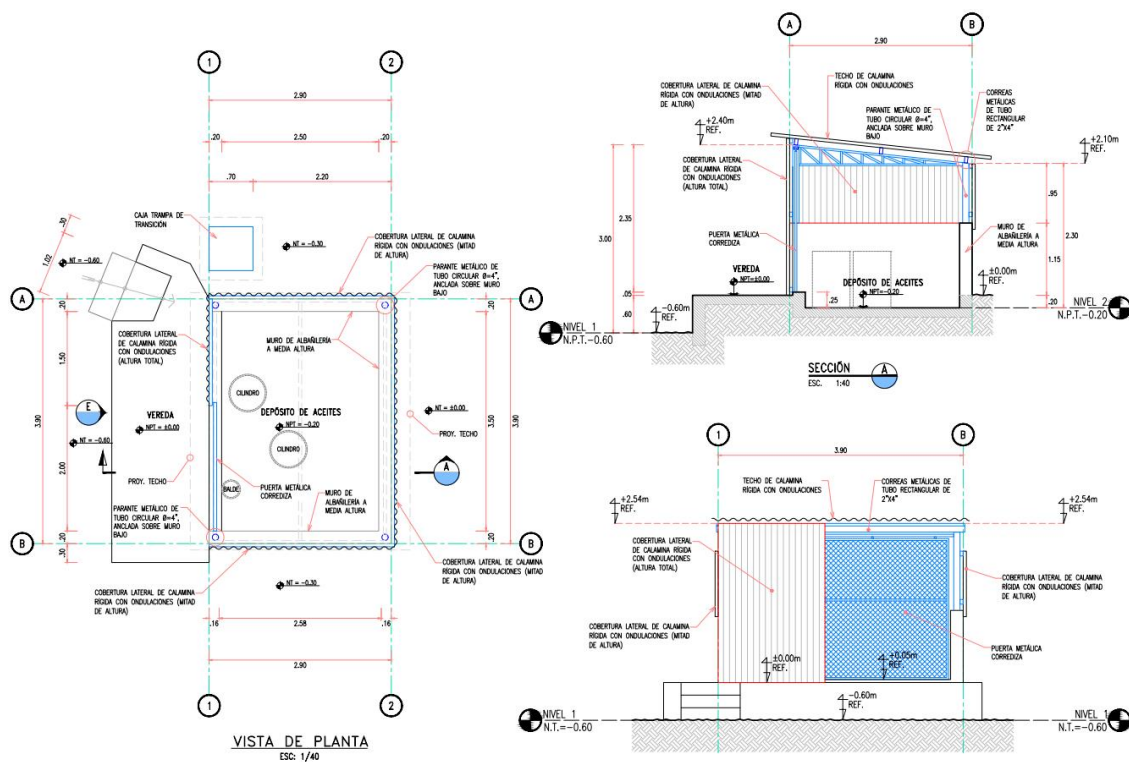 1
2
2.90
.20
2.50
.20
.70
2.20
CAJA TRAMPA DE
TRANSICIÓN
NT = -0.30
COBERTURA LATERAL DE CALAMINA
RÍGIDA CON ONDULACIONES (MITAD
DE ALTURA)
PARANTE METÁLICO DE
TUBO CIRCULAR Ø=4",
ANCLADA SOBRE MURO
BAJO
.30
1.02
NT = -0.60
A
A
.20
.20
COBERTURA LATERAL
DE CALAMINA RÍGIDA
CON ONDULACIONES
(ALTURA TOTAL)
MURO DE ALBAÑILERÍA
A MEDIA ALTURA
1.50
3.90
2.00
.20
.30
E
VEREDA
NPT = ±0.00
NT = -0.60
CILINDRO
DEPÓSITO DE ACEITES
NPT = -0.20
CILINDRO
BALDE
NT = ±0.00
3.50
3.90
PROY. TECHO
A
PROY. TECHO
PUERTA METÁLICA
CORREDIZA
MURO DE
ALBAÑILERÍA A
MEDIA ALTURA
PARANTE METÁLICO DE
TUBO CIRCULAR Ø=4",
ANCLADA SOBRE MURO
BAJO
.20
B
B
COBERTURA LATERAL DE CALAMINA
RÍGIDA CON ONDULACIONES (MITAD
DE ALTURA)
NT = -0.30
COBERTURA LATERAL DE CALAMINA
RÍGIDA CON ONDULACIONES (MITAD
DE ALTURA)
.16
2.58
.16
2.90
1
2
VISTA DE PLANTA
ESC: 1/40
A
B
2.90
TECHO DE CALAMINA
RÍGIDA CON ONDULACIONES
COBERTURA LATERAL DE CALAMINA
RÍGIDA CON ONDULACIONES (MITAD
DE ALTURA)
PARANTE METÁLICO DE
TUBO CIRCULAR Ø=4",
ANCLADA SOBRE MURO
BAJO
CORREAS
METÁLICAS
DE TUBO
RECTANGULAR
DE 2"X4"
+2.40m
REF.
+2.10m
REF.
COBERTURA LATERAL
DE CALAMINA RÍGIDA
CON ONDULACIONES
(ALTURA TOTAL)
2.35
3.00
.05
.60
.95
2.30
1.15
.20
PUERTA METÁLICA
CORREDIZA
MURO DE
ALBAÑILERÍA A
MEDIA ALTURA
VEREDA
NPT=±0.00
DEPÓSITO DE ACEITES
NPT=-0.20
.25
±0.00m
REF.
-0.60m
REF.
NIVEL 1
N.P.T.-0.60
NIVEL 2
N.P.T.-0.20
SECCIÓN
ESC. 1:40
A
1
B
3.90
TECHO DE CALAMINA
RÍGIDA CON ONDULACIONES
CORREAS METÁLICAS DE
TUBO RECTANGULAR DE
2"X4"
+2.54m
REF.
+2.54m
REF.
COBERTURA LATERAL
DE CALAMINA RÍGIDA
CON ONDULACIONES
(ALTURA TOTAL)
COBERTURA LATERAL DE CALAMINA
RÍGIDA CON ONDULACIONES (MITAD
DE ALTURA)
COBERTURA LATERAL DE CALAMINA
RÍGIDA CON ONDULACIONES (MITAD
DE ALTURA)
PUERTA METÁLICA
CORREDIZA
±0.00m
REF.
+0.05m
REF.
-0.60m
REF.
NIVEL 1
N.T.=-0.60
NIVEL 1
N.T.=-0.60